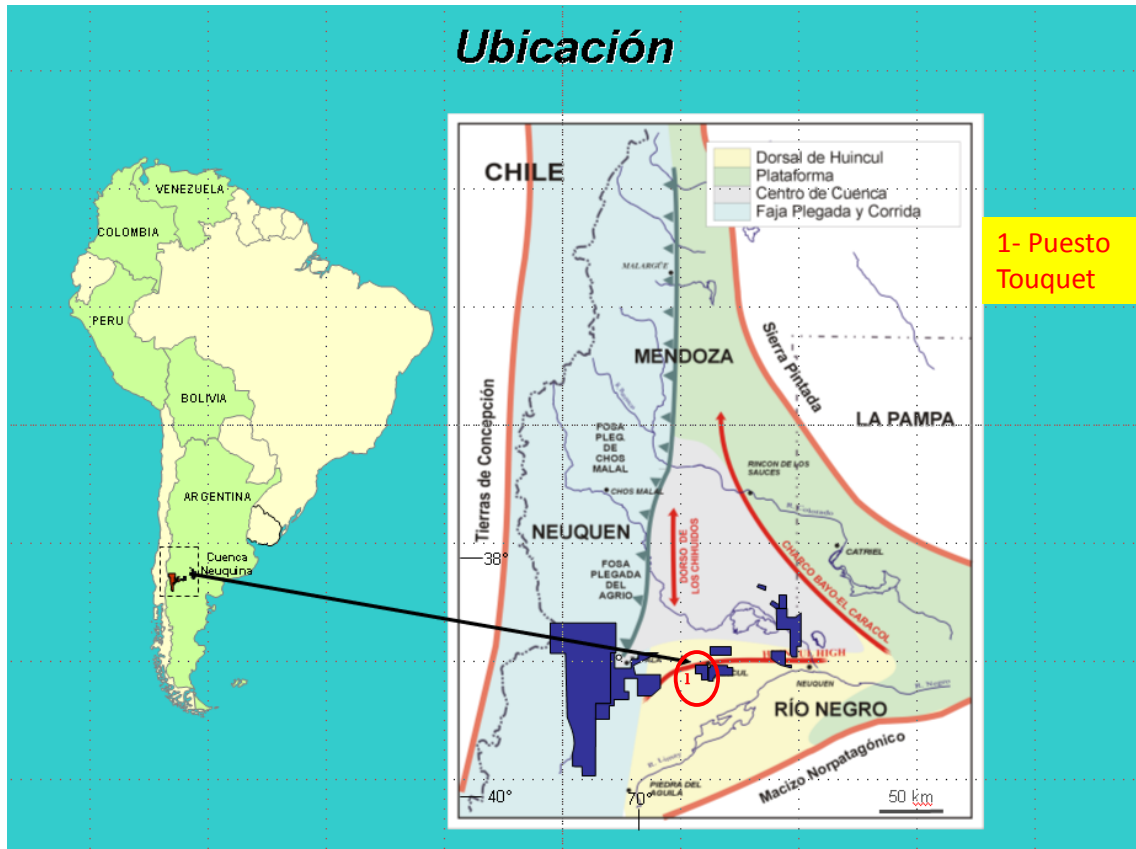 Ubicación
VENEZUELA
COLOMBIA
PERU
BOLIVIA
ARGENTINA
Cuenca
Neuquina
CHILE
Dorsal de Huincul
Plataforma
Centro de Cuenca
Faja Plegada y Corrida
1- Puesto
Touquet
MALARGÜE
MENDOZA
Sierra Pintada
LA PAMPA
Tierras de Concepción
FOSA
PLEG.
DE
CHOS
MALAL
RINCON DE LOS
SAUCES
CHOS MALAL
R. Colorado
NEUQUEN
DORSO DE
LOS CHIHUIDOS
CATRIEL
38°
CHARCO BAYO-EL CARACOL
FOSA
PLEGADA
DEL
AGRIO
HIGH
1
NEUQUEN
R. Negro
RÍO NEGRO
Macizo Norpatagónico
PIEDRA DEL
AGUILA
40°
70°
50 km